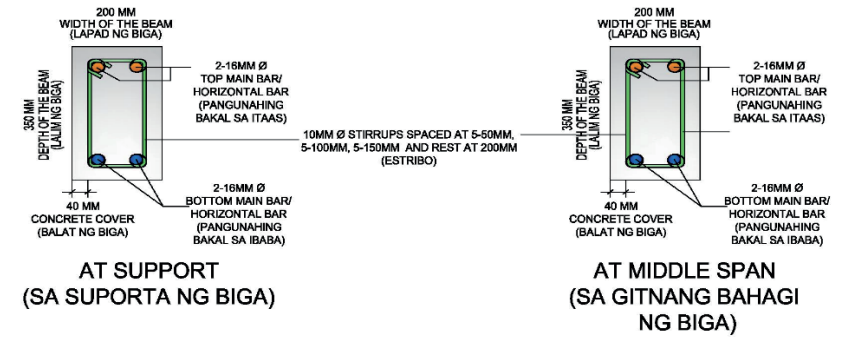 200 MM
WIDTH OF THE BEAM
(LAPAD NG BIGA)
350 MM
DEPTH OF THE BEAM
(LALIM NG BIGA)
2-16MM Ø
TOP MAIN BAR/
HORIZONTAL BAR
(PANGUNAHING
BAKAL SA ITAAS)
2-16MM Ø
BOTTOM MAIN BAR/
HORIZONTAL BAR
(PANGUNAHING
BAKAL SA IBABA)
40 MM
CONCRETE COVER
(BALAT NG BIGA)
AT SUPPORT
(SA SUPORTA NG BIGA)
10MM Ø STIRRUPS SPACED AT 5-50MM,
5-100MM, 5-150MM AND REST AT 200MM
(ESTRIBO)
200 MM
WIDTH OF THE BEAM
(LAPAD NG BIGA)
350 MM
DEPTH OF THE BEAM
(LALIM NG BIGA)
2-16MM Ø
TOP MAIN BAR/
HORIZONTAL BAR
(PANGUNAHING
BAKAL SA ITAAS)
2-16MM Ø
BOTTOM MAIN BAR/
HORIZONTAL BAR
(PANGUNAHING
BAKAL SA IBABA)
40 MM
CONCRETE COVER
(BALAT NG BIGA)
AT MIDDLE SPAN
(SA GITNANG BAHAGI
NG BIGA)